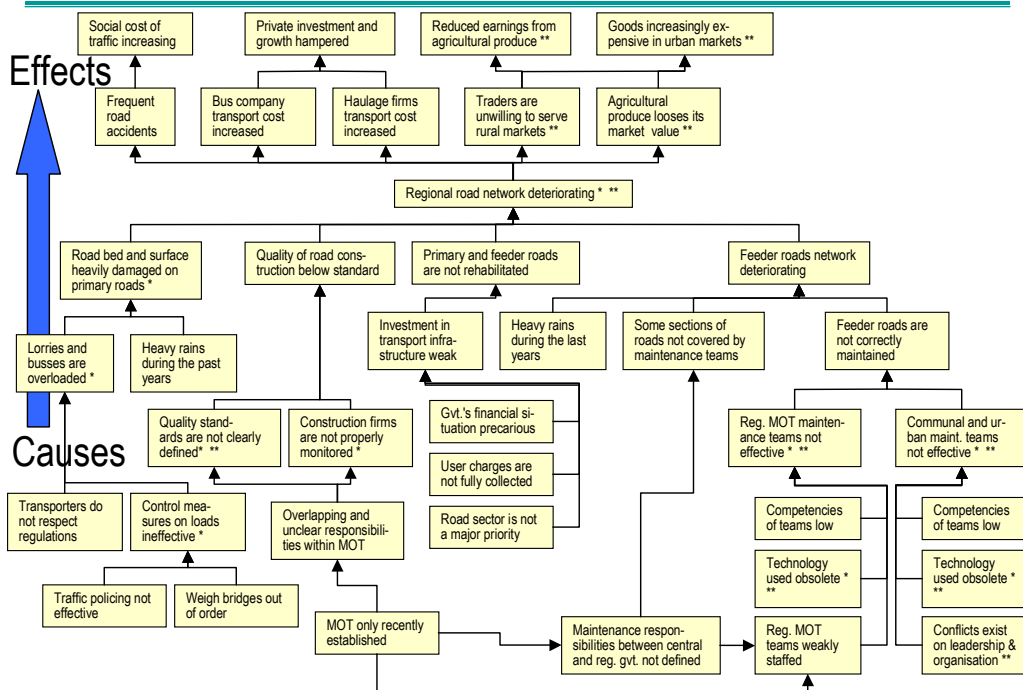 Social cost of
traffic increasing
Private investment and
growth hampered
Reduced earnings from
agricultural produce **
Goods increasingly ex-
pensive in urban markets **
Effects
Frequent
road
accidents
Bus company
transport cost
increased
Haulage firms
transport cost
increased
Traders are
unwilling to serve
rural markets **
Agricultural
produce looses its
market value **
Regional road network deteriorating * **
Road bed and surface
heavily damaged on
primary roads *
Quality of road con-
struction below standard
Primary and feeder roads
are not rehabilitated
Feeder roads network
deteriorating
Lorries and
busses are
overloaded *
Heavy rains
during the past
years
Investment in
transport infra-
structure weak
Heavy rains
during the last
years
Some sections of
roads not covered by
maintenance teams
Feeder roads are
not correctly
maintained
Causes
Quality stand-
ards are not clearly
defined* **
Construction firms
are not properly
monitored *
Gvt.'s financial si-
tuation precarious
User charges are
not fully collected
Road sector is not
a major priority
Reg. MOT mainten-
ance teams not
effective * **
Communal and ur-
ban maint. teams
not effective * **
Transporters do
not respect
regulations
Control mea-
sures on loads
ineffective *
Overlapping and
unclear responsibili-
ties within MOT
Competencies
of teams low
Competencies
of teams low
Technology
used obsolete *
**
Technology
used obsolete *
**
Traffic policing not
effective
Weigh bridges out
of order
MOT only recently
established
Maintenance respon-
sibilities between central
and reg. gvt. not defined
Reg. MOT
teams weakly
staffed
Conflicts exist
on leadership &
organisation **